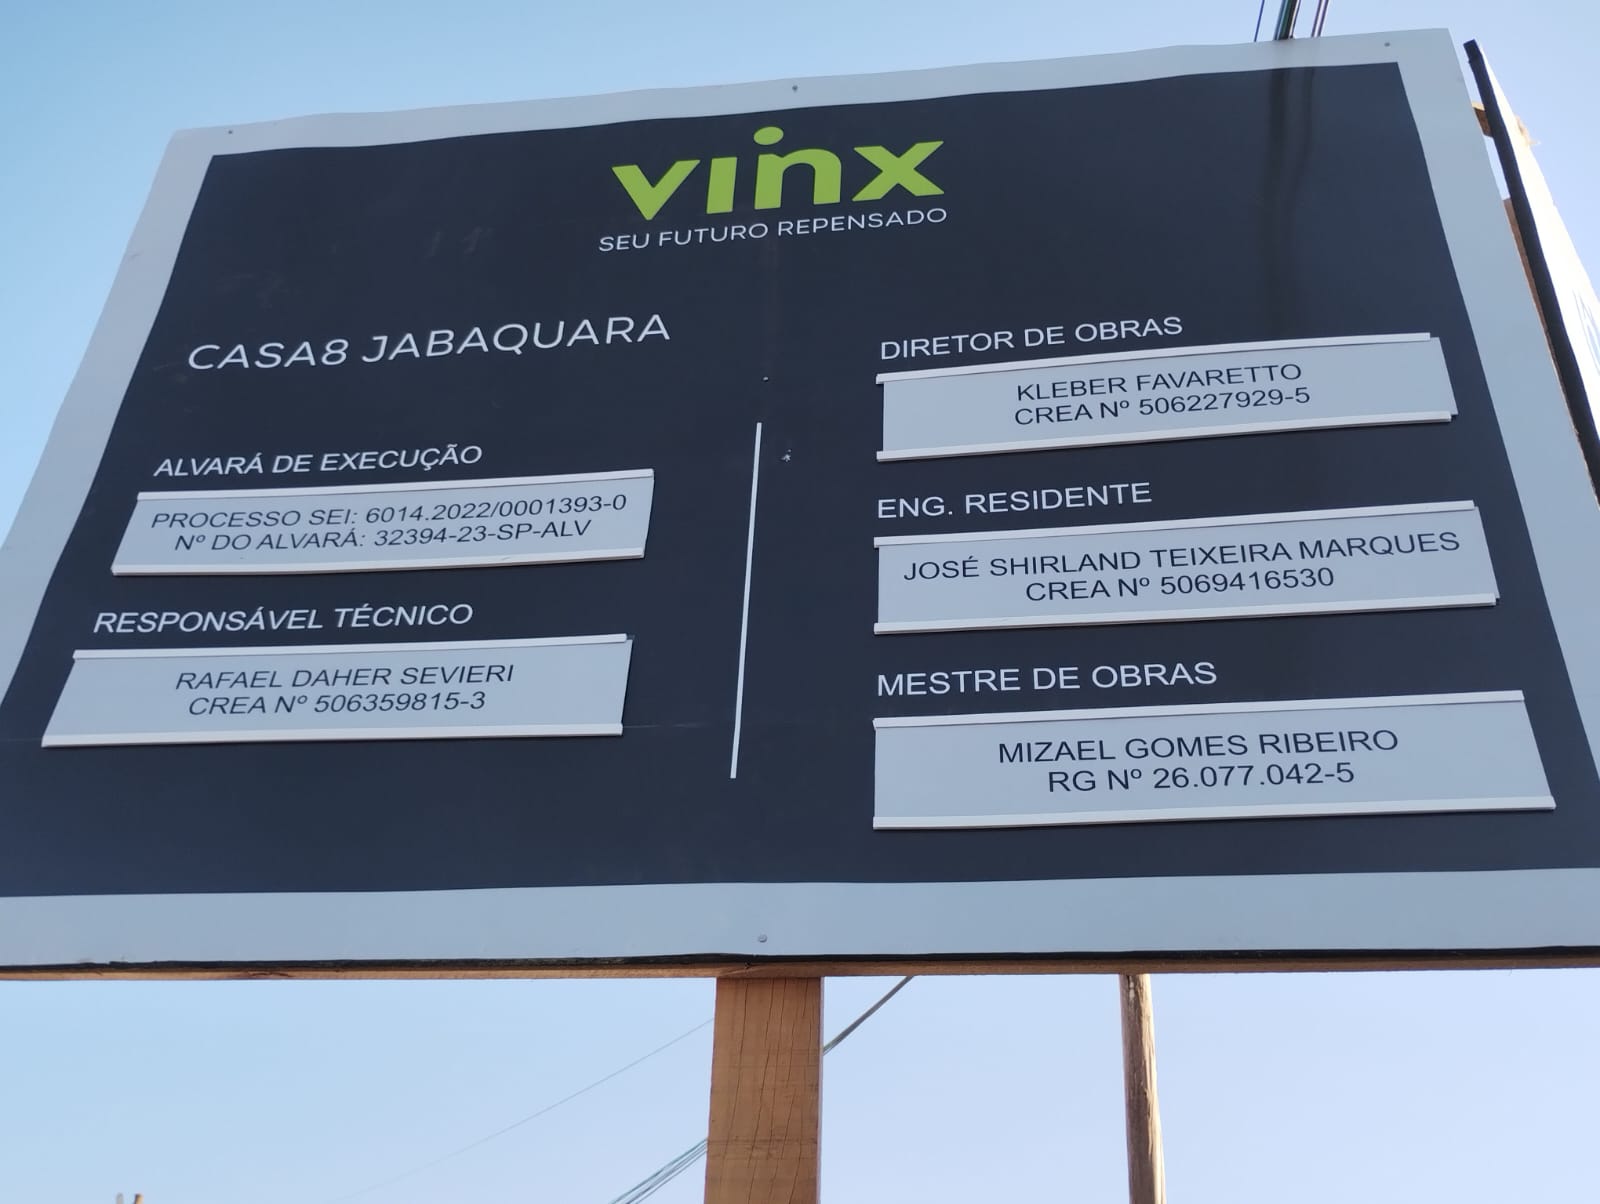 vinx
SEU FUTURO REPENSADO
CASA8 JABAQUARA
ALVARÁ DE EXECUÇÃO
PROCESSO SEI: 6014.2022/0001393-0
Nº DO ALVARÁ: 32394-23-SP-ALV
RESPONSÁVEL TÉCNICO
RAFAEL DAHER SEVIERI
CREA Nº 506359815-3
DIRETOR DE OBRAS
KLEBER FAVARETTO
CREA Nº 506227929-5
ENG. RESIDENTE
JOSÉ SHIRLAND TEIXEIRA MARQUES
CREA Nº 5069416530
MESTRE DE OBRAS
MIZAEL GOMES RIBEIRO
RG Nº 26.077.042-5